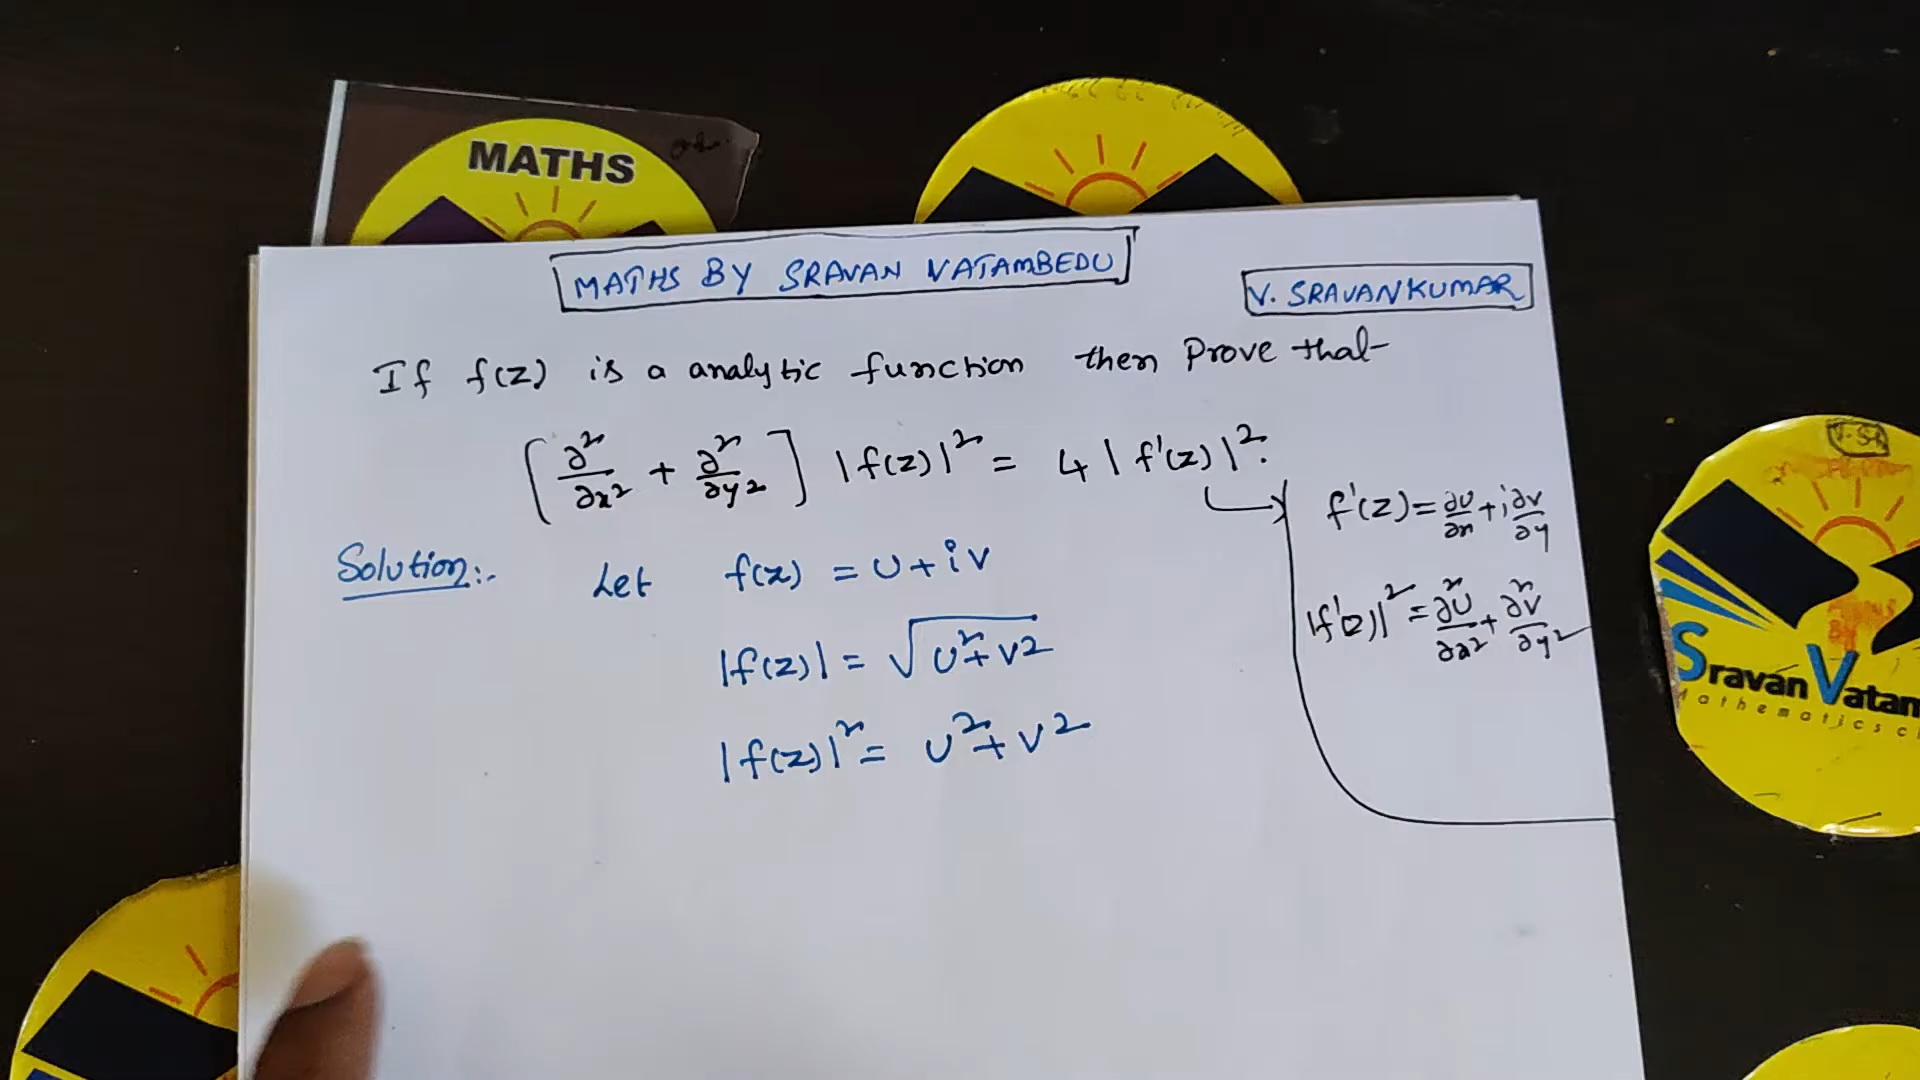 MATHS
MATHS BY SRAVAN VATAMBEDU
V. SRAVANKUMAR
If f(z) is a analytic function then Prove that
[∂²/∂x² + ∂²/∂y²] |f(z)|² = 4 |f'(z)|².
f'(z) = ∂U/∂x + i ∂v/∂y
Solution:- Let f(z) = U + iV
|f'(z)|² = ∂²U/∂x² + ∂²v/∂y²
|f(z)| = √U²+V²
|f(z)|² = U²+V²
Sravan Vatam
Mathematics c